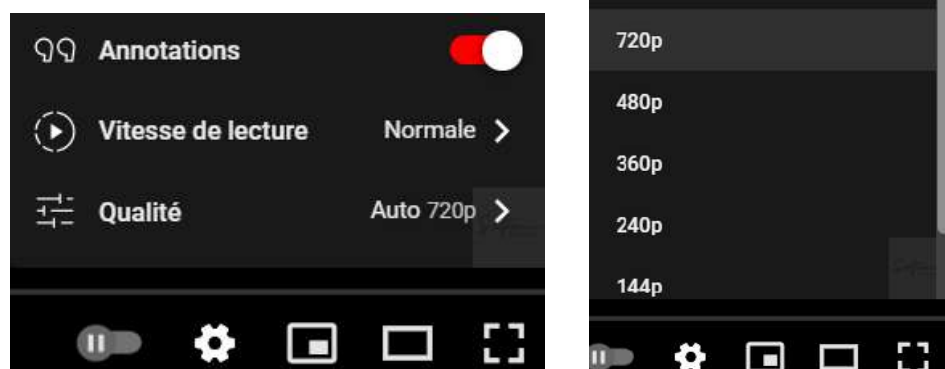 Annotations
Vitesse de lecture Normale
Qualité Auto 720p
720p
480p
360p
240p
144p